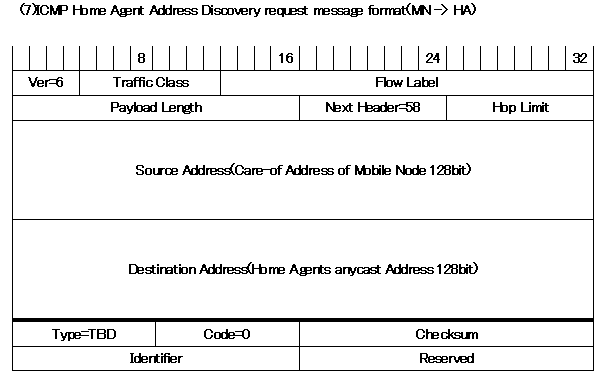 (7)ICMP Home Agent Address Discovery request message format(MN -> HA)
8 16 24 32
Ver=6 Traffic Class Flow Label
Payload Length Next Header=58 Hop Limit
Source Address(Care-of Address of Mobile Node 128bit)
Destination Address(Home Agents anycast Address 128bit)
Type=TBD Code=0 Checksum
Identifier Reserved